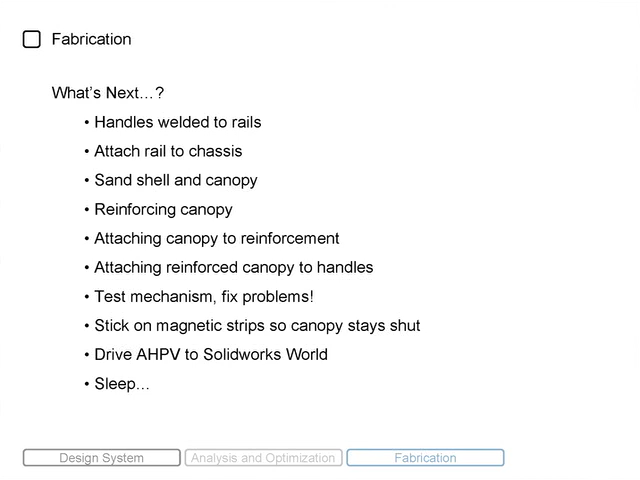 Fabrication
What's Next...?
• Handles welded to rails
• Attach rail to chassis
• Sand shell and canopy
• Reinforcing canopy
• Attaching canopy to reinforcement
• Attaching reinforced canopy to handles
• Test mechanism, fix problems!
• Stick on magnetic strips so canopy stays shut
• Drive AHPV to Solidworks World
• Sleep...
Design System Analysis and Optimization Fabrication